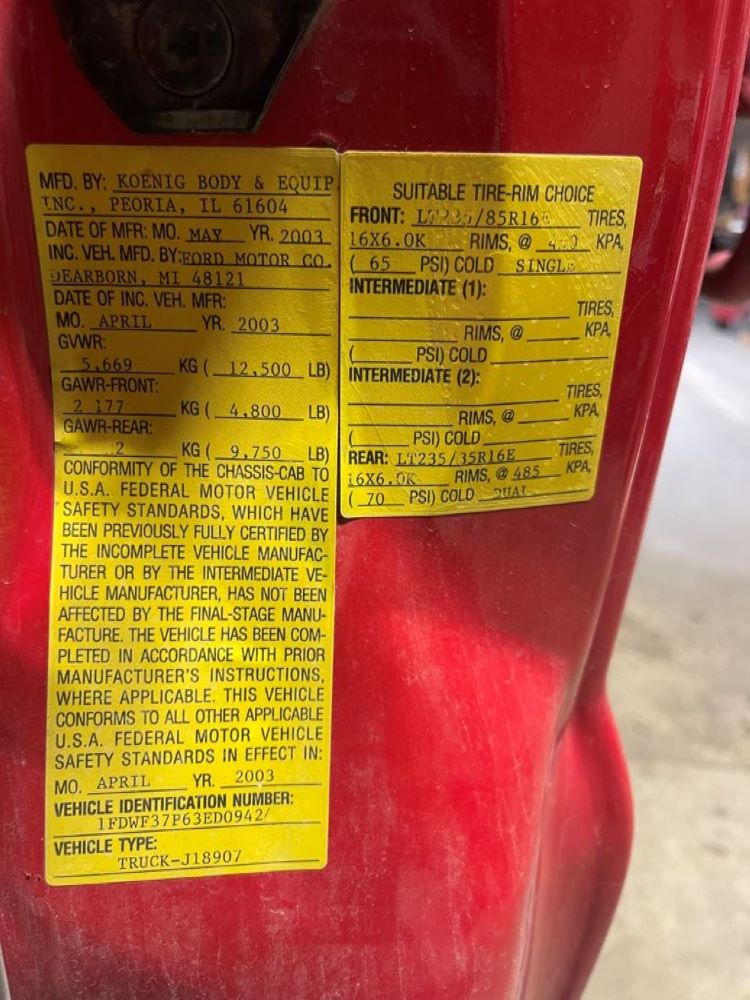 MFD. BY: KOENIG BODY & EQUIP
INC., PEORIA, IL 61604
DATE OF MFR: MO. MAY YR. 2003
INC. VEH. MFD. BY: FORD MOTOR CO.
DEARBORN, MI 48121
DATE OF INC. VEH. MFR:
MO. APRIL YR. 2003
GVWR:
5,669 KG ( 12,500 LB)
GAWR-FRONT:
2 177 KG ( 4,800 LB)
GAWR-REAR:
2 KG ( 9,750 LB)
CONFORMITY OF THE CHASSIS-CAB TO
U.S.A. FEDERAL MOTOR VEHICLE
SAFETY STANDARDS, WHICH HAVE
BEEN PREVIOUSLY FULLY CERTIFIED BY
THE INCOMPLETE VEHICLE MANUFAC-
TURER OR BY THE INTERMEDIATE VE-
HICLE MANUFACTURER, HAS NOT BEEN
AFFECTED BY THE FINAL-STAGE MANU-
FACTURE. THE VEHICLE HAS BEEN COM-
PLETED IN ACCORDANCE WITH PRIOR
MANUFACTURER'S INSTRUCTIONS,
WHERE APPLICABLE. THIS VEHICLE
CONFORMS TO ALL OTHER APPLICABLE
U.S.A. FEDERAL MOTOR VEHICLE
SAFETY STANDARDS IN EFFECT IN:
MO. APRIL YR. 2003
VEHICLE IDENTIFICATION NUMBER:
1FDWF37P63ED0942/
VEHICLE TYPE:
TRUCK-J18907
SUITABLE TIRE-RIM CHOICE
FRONT: TIRES,
16X6.0K RIMS, @ KPA,
( 65 PSI) COLD SINGLE
INTERMEDIATE (1):
TIRES,
RIMS, @ KPA,
( PSI) COLD
INTERMEDIATE (2):
TIRES,
RIMS, @ KPA,
( PSI) COLD
REAR: LT235/35R16E TIRES,
16X6.0K RIMS, @ 485 KPA,
( 70 PSI) COLD DUAL